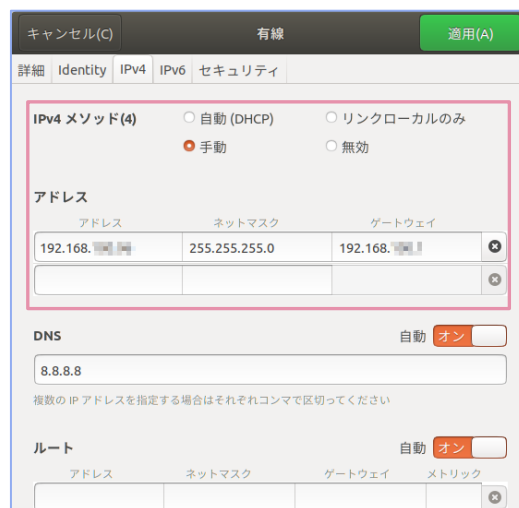 キャンセル(C) 有線 適用(A)
詳細 Identity IPv4 IPv6 セキュリティ
IPv4 メソッド(4) 自動 (DHCP) リンクローカルのみ
手動 無効
アドレス
アドレス ネットマスク ゲートウェイ
192.168. 255.255.255.0 192.168.
DNS 自動 オン
8.8.8.8
複数の IP アドレスを指定する場合はそれぞれコンマで区切ってください
ルート 自動 オン
アドレス ネットマスク ゲートウェイ メトリック